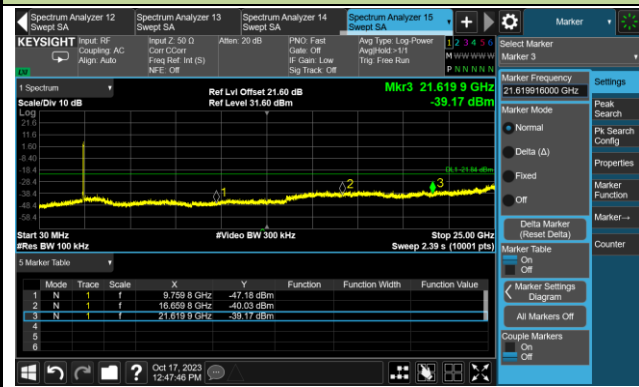 Spectrum Analyzer 12
Swept SA
Spectrum Analyzer 13
Swept SA
Spectrum Analyzer 14
Swept SA
Spectrum Analyzer 15
Swept SA
Marker
KEYSIGHT
Input: RF
Coupling: AC
Align: Auto
Input Z: 50 Ω
Corr CCorr
Freq Ref: Int (S)
NFE: Off
Atten: 20 dB
PNO: Fast
Gate: Off
IF Gain: Low
Sig Track: Off
Avg Type: Log-Power
Avg|Hold:>1/1
Trig: Free Run
1 2 3 4 5 6
M W W W W W
P N N N N N
Select Marker
Marker 3
1 Spectrum
Scale/Div 10 dB
Log
Ref Lvl Offset 21.60 dB
Ref Level 31.60 dBm
Mkr3 21.619 9 GHz
-39.17 dBm
21.6
11.6
1.60
-8.40
-18.4
-28.4
-38.4
-48.4
-58.4
DL1 -21.84 dBm
1
2
3
Start 30 MHz
#Res BW 100 kHz
#Video BW 300 kHz
Stop 25.00 GHz
Sweep 2.39 s (10001 pts)
5 Marker Table
Mode Trace Scale X Y Function Function Width Function Value
1 N 1 f 9.759 8 GHz -47.18 dBm
2 N 1 f 16.659 8 GHz -40.03 dBm
3 N 1 f 21.619 9 GHz -39.17 dBm
4
5
6
Marker Frequency
21.619916000 GHz
Marker Mode
Normal
Delta (Δ)
Fixed
Off
Delta Marker
(Reset Delta)
Marker Table
On
Off
Marker Settings
Diagram
All Markers Off
Couple Markers
On
Off
Settings
Peak
Search
Pk Search
Config
Properties
Marker
Function
Marker→
Counter
Oct 17, 2023
12:47:46 PM